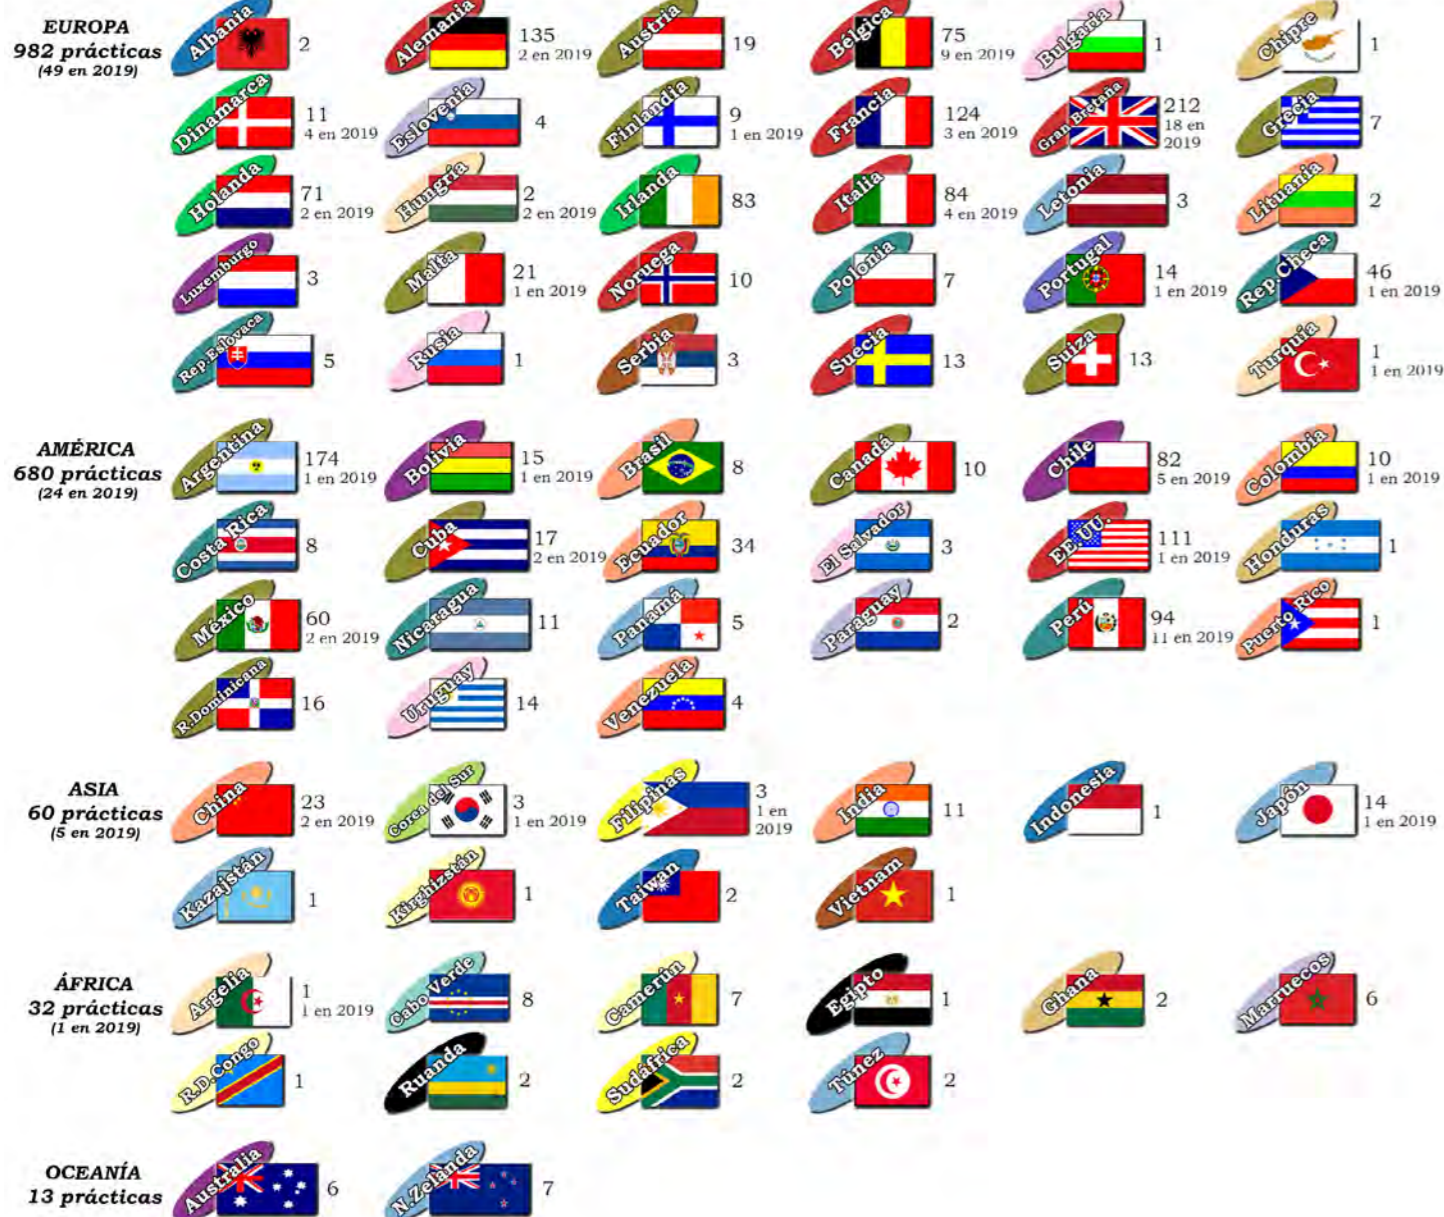 EUROPA
982 prácticas
(49 en 2019)
Albania
2
Alemania
135
2 en 2019
Austria
19
Bélgica
75
9 en 2019
Bulgaria
1
Chipre
1
Dinamarca
11
4 en 2019
Eslovenia
4
Finlandia
9
1 en 2019
Francia
124
3 en 2019
Gran Bretaña
212
18 en
2019
Grecia
7
Holanda
71
2 en 2019
Hungría
2
2 en 2019
Irlanda
83
Italia
84
4 en 2019
Letonia
3
Lituania
2
Luxemburgo
3
Malta
21
1 en 2019
Noruega
10
Polonia
7
Portugal
14
1 en 2019
Rep.Checa
46
1 en 2019
Rep.Eslovaca
5
Rusia
1
Serbia
3
Suecia
13
Suiza
13
Turquía
1
1 en 2019
AMÉRICA
680 prácticas
(24 en 2019)
Argentina
174
1 en 2019
Bolivia
15
1 en 2019
Brasil
8
Canadá
10
Chile
82
5 en 2019
Colombia
10
1 en 2019
Costa Rica
8
Cuba
17
2 en 2019
Ecuador
34
El Salvador
3
EE.UU.
111
1 en 2019
Honduras
1
México
60
2 en 2019
Nicaragua
11
Panamá
5
Paraguay
2
Perú
94
11 en 2019
Puerto Rico
1
R.Dominicana
16
Uruguay
14
Venezuela
4
ASIA
60 prácticas
(5 en 2019)
China
23
2 en 2019
Corea del Sur
3
1 en 2019
Filipinas
3
1 en
2019
India
11
Indonesia
1
Japón
14
1 en 2019
Kazajstán
1
Kirghizstán
1
Taiwan
2
Vietnam
1
ÁFRICA
32 prácticas
(1 en 2019)
Argelia
1
1 en 2019
Cabo Verde
8
Camerún
7
Egipto
1
Ghana
2
Marruecos
6
R.D.Congo
1
Ruanda
2
Sudáfrica
2
Túnez
2
OCEANÍA
13 prácticas
Australia
6
N.Zelanda
7